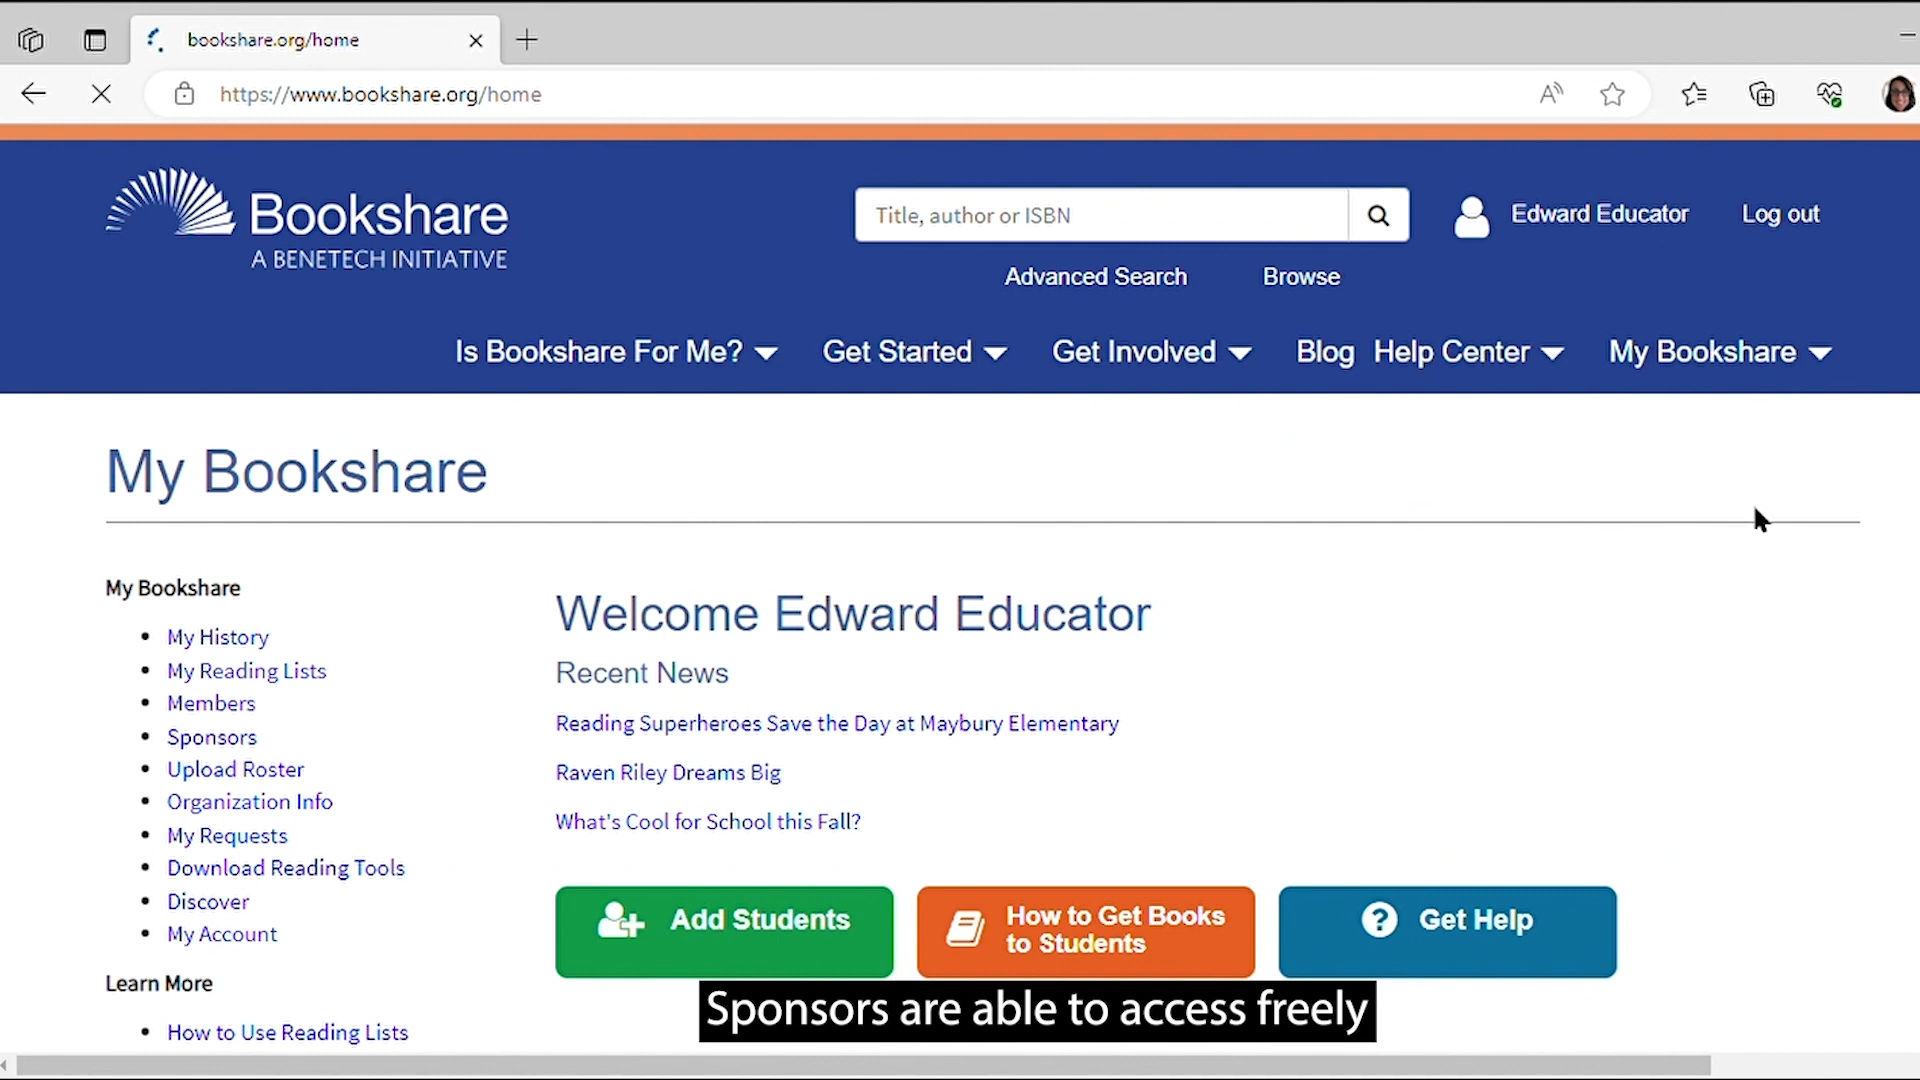 bookshare.org/home
https://www.bookshare.org/home
Bookshare
A BENETECH INITIATIVE
Title, author or ISBN
Edward Educator
Log out
Advanced Search
Browse
Is Bookshare For Me?
Get Started
Get Involved
Blog
Help Center
My Bookshare
My Bookshare
My Bookshare
My History
My Reading Lists
Members
Sponsors
Upload Roster
Organization Info
My Requests
Download Reading Tools
Discover
My Account
Learn More
How to Use Reading Lists
Welcome Edward Educator
Recent News
Reading Superheroes Save the Day at Maybury Elementary
Raven Riley Dreams Big
What's Cool for School this Fall?
Add Students
How to Get Books
to Students
Get Help
Sponsors are able to access freely